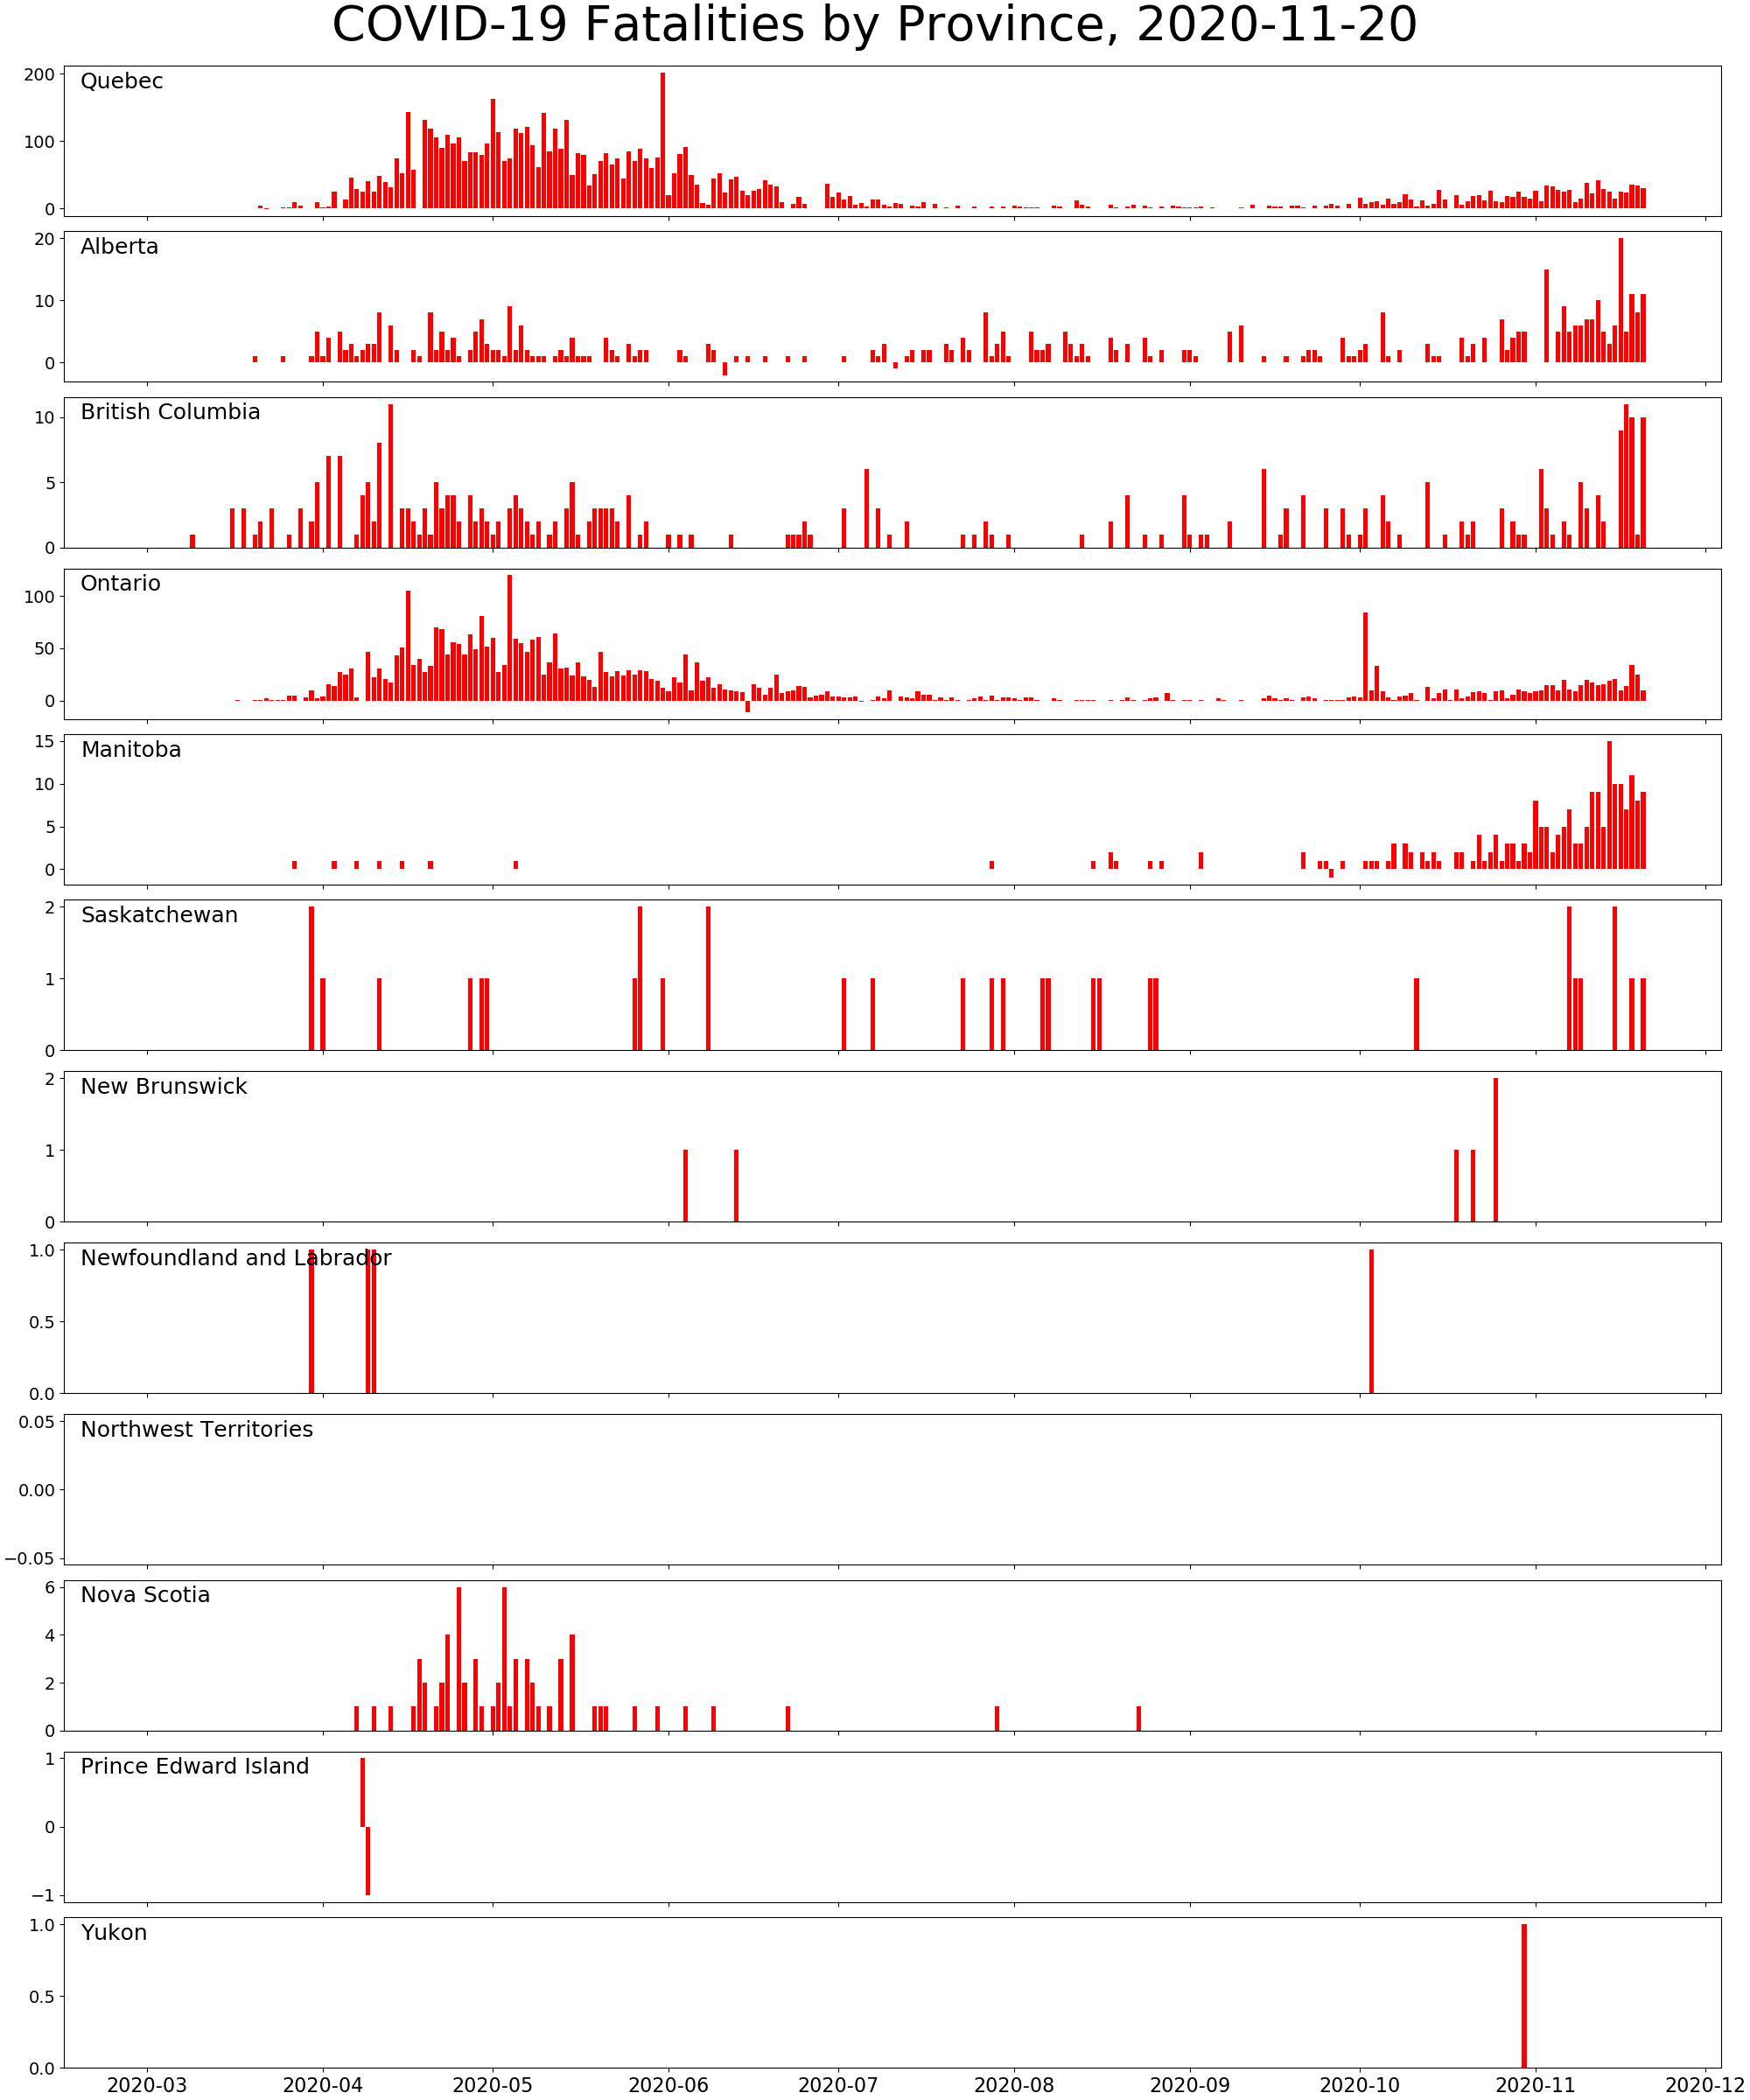 COVID-19 Fatalities by Province, 2020-11-20
Quebec
200
100
0
Alberta
20
10
0
British Columbia
10
5
0
Ontario
100
50
0
Manitoba
15
10
5
0
Saskatchewan
2
1
0
New Brunswick
2
1
0
Newfoundland and Labrador
1.0
0.5
0.0
Northwest Territories
0.05
0.00
−0.05
Nova Scotia
6
4
2
0
Prince Edward Island
1
0
−1
Yukon
1.0
0.5
0.0
2020-03 2020-04 2020-05 2020-06 2020-07 2020-08 2020-09 2020-10 2020-11 2020-12